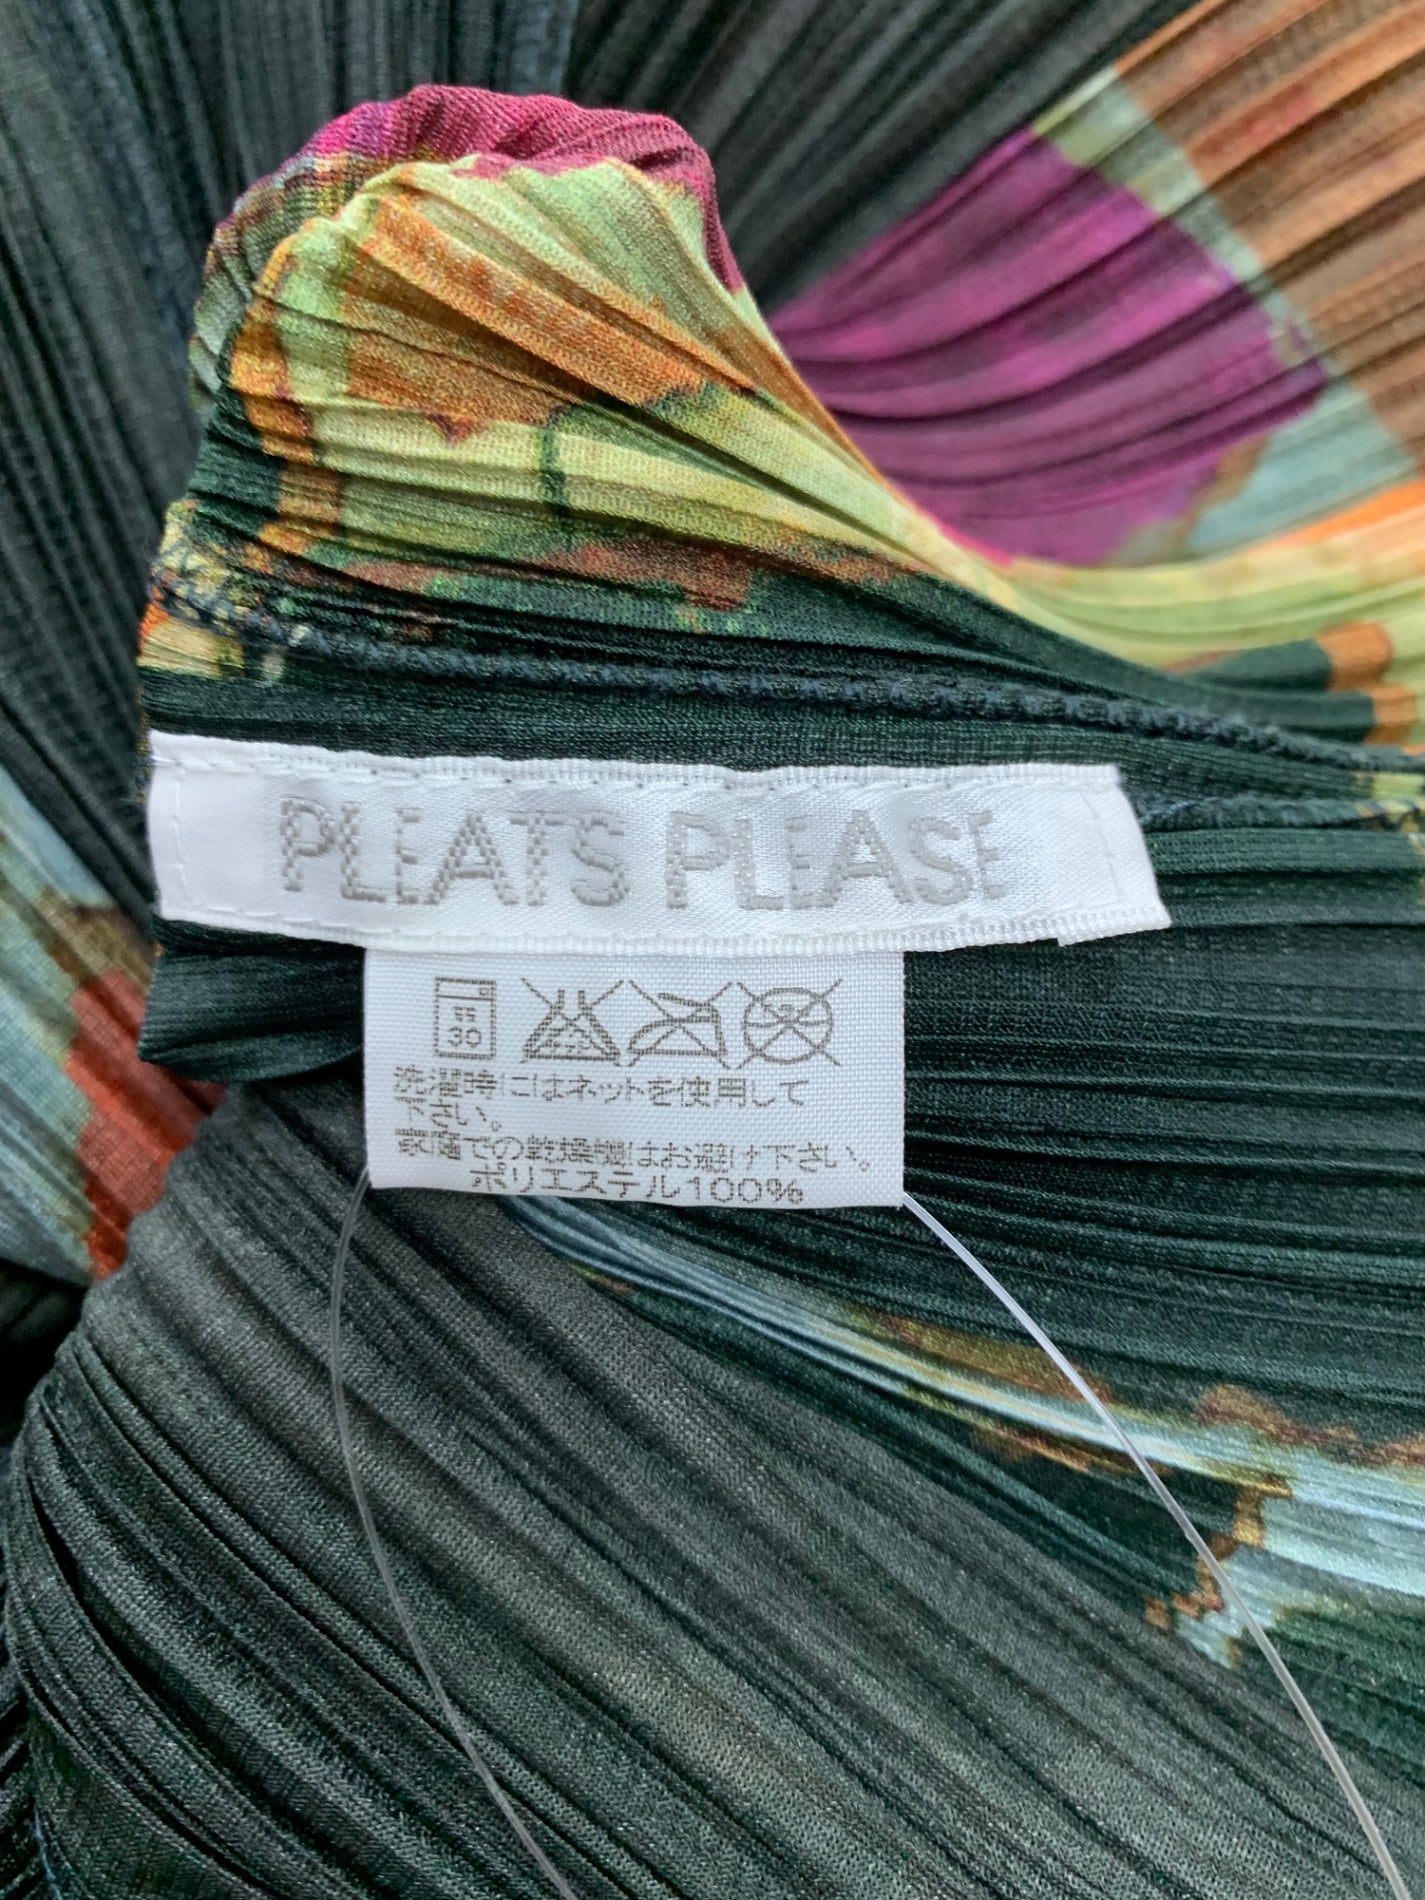 PLEATS PLEASE
弱
30
洗濯時にはネットを使用して
下さい。
家庭での乾燥機はお避け下さい。
ポリエステル100%